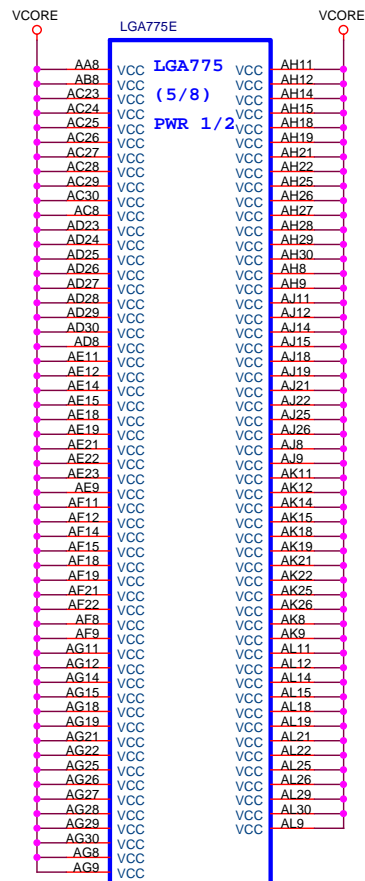 VCORE LGA775E VCORE
AA8 VCC LGA775 VCC AH11
AB8 VCC VCC AH12
AC23 VCC (5/8) VCC AH14
AC24 VCC VCC AH15
AC25 VCC PWR 1/2 VCC AH18
AC26 VCC VCC AH19
AC27 VCC VCC AH21
AC28 VCC VCC AH22
AC29 VCC VCC AH25
AC30 VCC VCC AH26
AC8 VCC VCC AH27
AD23 VCC VCC AH28
AD24 VCC VCC AH29
AD25 VCC VCC AH30
AD26 VCC VCC AH8
AD27 VCC VCC AH9
AD28 VCC VCC AJ11
AD29 VCC VCC AJ12
AD30 VCC VCC AJ14
AD8 VCC VCC AJ15
AE11 VCC VCC AJ18
AE12 VCC VCC AJ19
AE14 VCC VCC AJ21
AE15 VCC VCC AJ22
AE18 VCC VCC AJ25
AE19 VCC VCC AJ26
AE21 VCC VCC AJ8
AE22 VCC VCC AJ9
AE23 VCC VCC AK11
AE9 VCC VCC AK12
AF11 VCC VCC AK14
AF12 VCC VCC AK15
AF14 VCC VCC AK18
AF15 VCC VCC AK19
AF18 VCC VCC AK21
AF19 VCC VCC AK22
AF21 VCC VCC AK25
AF22 VCC VCC AK26
AF8 VCC VCC AK8
AF9 VCC VCC AK9
AG11 VCC VCC AL11
AG12 VCC VCC AL12
AG14 VCC VCC AL14
AG15 VCC VCC AL15
AG18 VCC VCC AL18
AG19 VCC VCC AL19
AG21 VCC VCC AL21
AG22 VCC VCC AL22
AG25 VCC VCC AL25
AG26 VCC VCC AL26
AG27 VCC VCC AL29
AG28 VCC VCC AL30
AG29 VCC VCC AL9
AG30 VCC
AG8 VCC
AG9 VCC